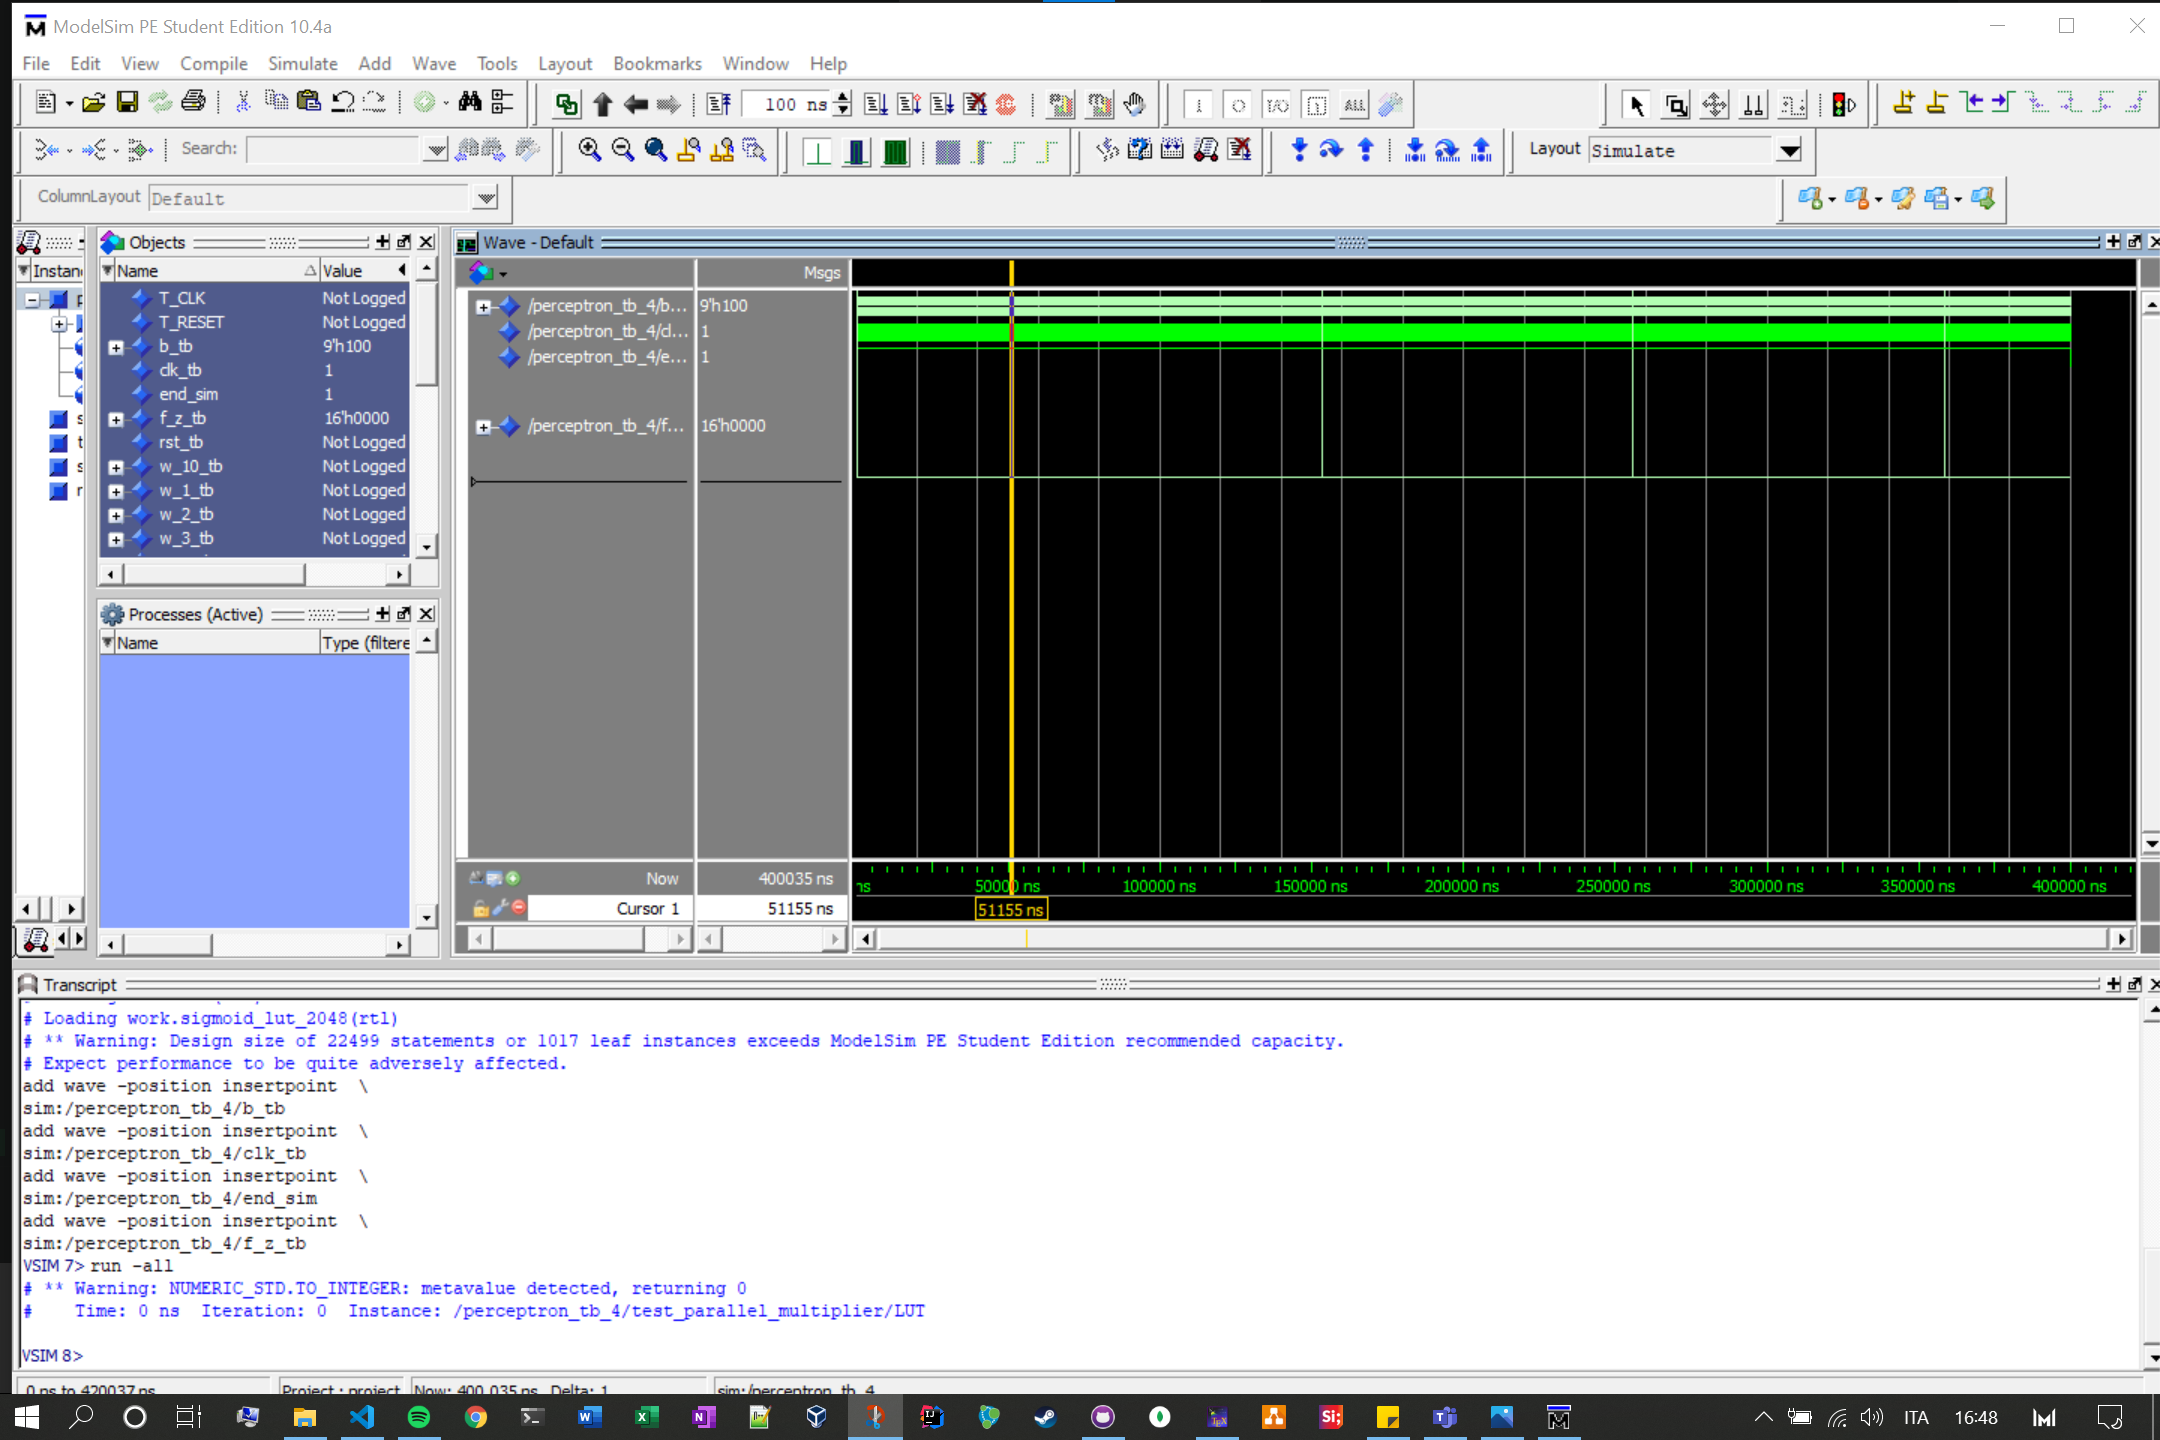 ModelSim PE Student Edition 10.4a
File Edit View Compile Simulate Add Wave Tools Layout Bookmarks Window Help
100 ns
Search:
Layout Simulate
ColumnLayout Default
Objects
Wave - Default
Instan
Name Value
Msgs
T_CLK Not Logged
T_RESET Not Logged
b_tb 9'h100
clk_tb 1
end_sim 1
f_z_tb 16'h0000
rst_tb Not Logged
w_10_tb Not Logged
w_1_tb Not Logged
w_2_tb Not Logged
w_3_tb Not Logged
/perceptron_tb_4/b... 9'h100
/perceptron_tb_4/cl... 1
/perceptron_tb_4/e... 1
/perceptron_tb_4/f... 16'h0000
Processes (Active)
Name Type (filtere
Now 400035 ns
ns 50000 ns 100000 ns 150000 ns 200000 ns 250000 ns 300000 ns 350000 ns 400000 ns
Cursor 1 51155 ns
51155 ns
Transcript
# Loading work.sigmoid_lut_2048(rtl)
# ** Warning: Design size of 22499 statements or 1017 leaf instances exceeds ModelSim PE Student Edition recommended capacity.
# Expect performance to be quite adversely affected.
add wave -position insertpoint \
sim:/perceptron_tb_4/b_tb
add wave -position insertpoint \
sim:/perceptron_tb_4/clk_tb
add wave -position insertpoint \
sim:/perceptron_tb_4/end_sim
add wave -position insertpoint \
sim:/perceptron_tb_4/f_z_tb
VSIM 7> run -all
# ** Warning: NUMERIC_STD.TO_INTEGER: metavalue detected, returning 0
# Time: 0 ns Iteration: 0 Instance: /perceptron_tb_4/test_parallel_multiplier/LUT
VSIM 8>
0 ns to 420037 ns Project : project Now: 400,035 ns Delta: 1 sim:/perceptron_tb_4
ITA 16:48